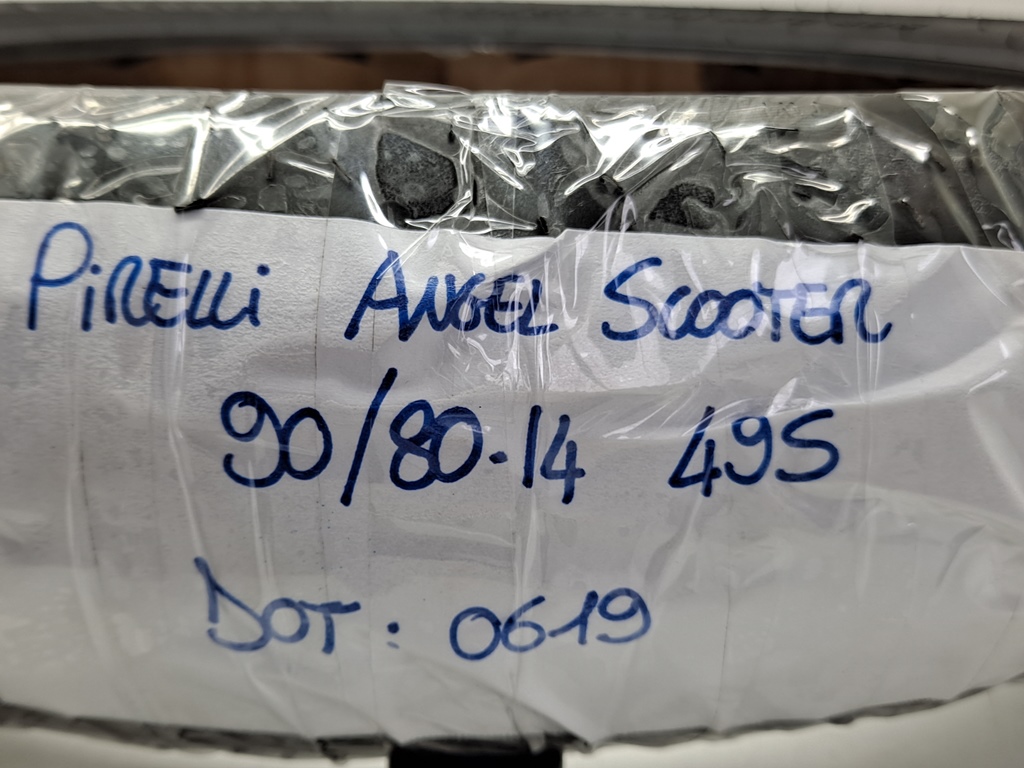 PiRELLi ANGEL SCOOTER
90/80-14 49S
DOT: 0619